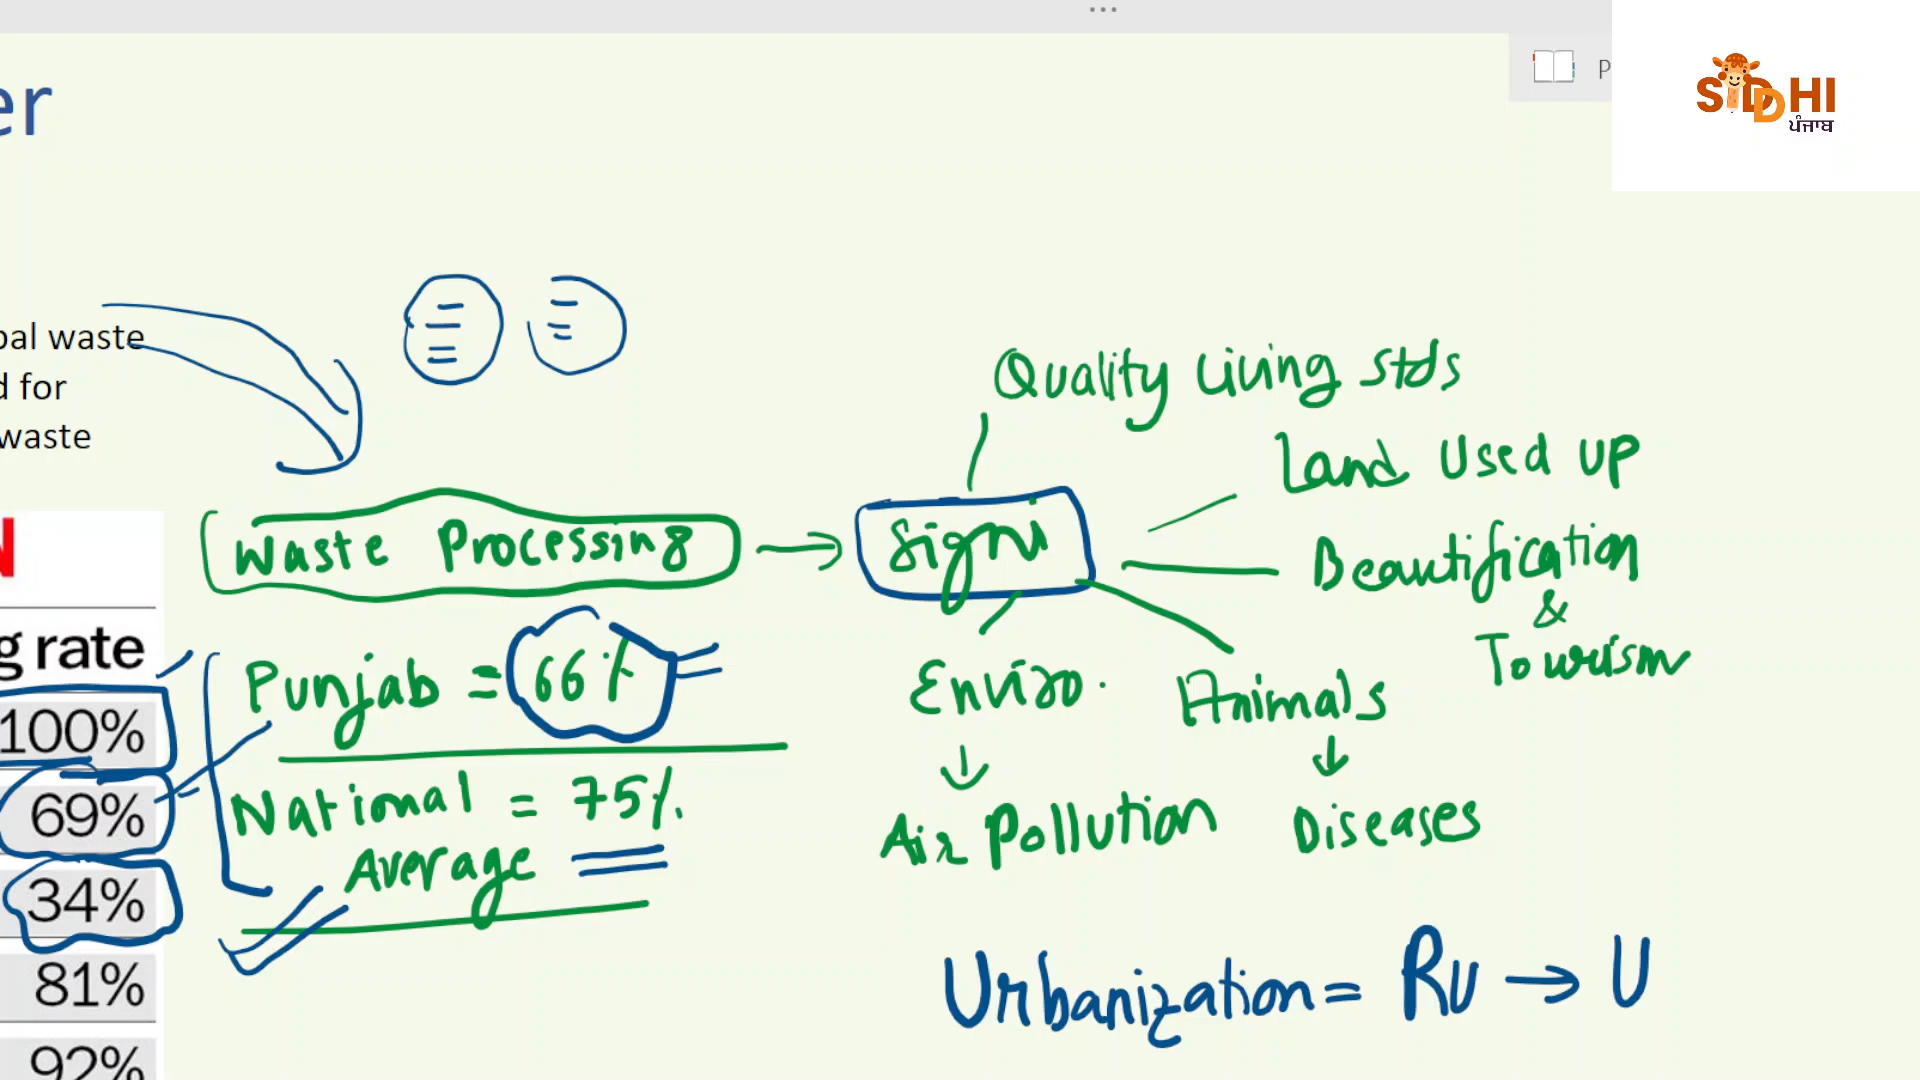 er
P
SIDDHI
ਪੰਜਾਬ
pal waste
d for
waste
Quality Living Stds
Land Used up
Waste Processing → Signi
Beautification
&
Tourism
N
g rate
100%
69%
34%
81%
92%
Punjab = 66%
National = 75%.
Average
Enviro.
Animals
Air Pollution
Diseases
Urbanization = RU → U